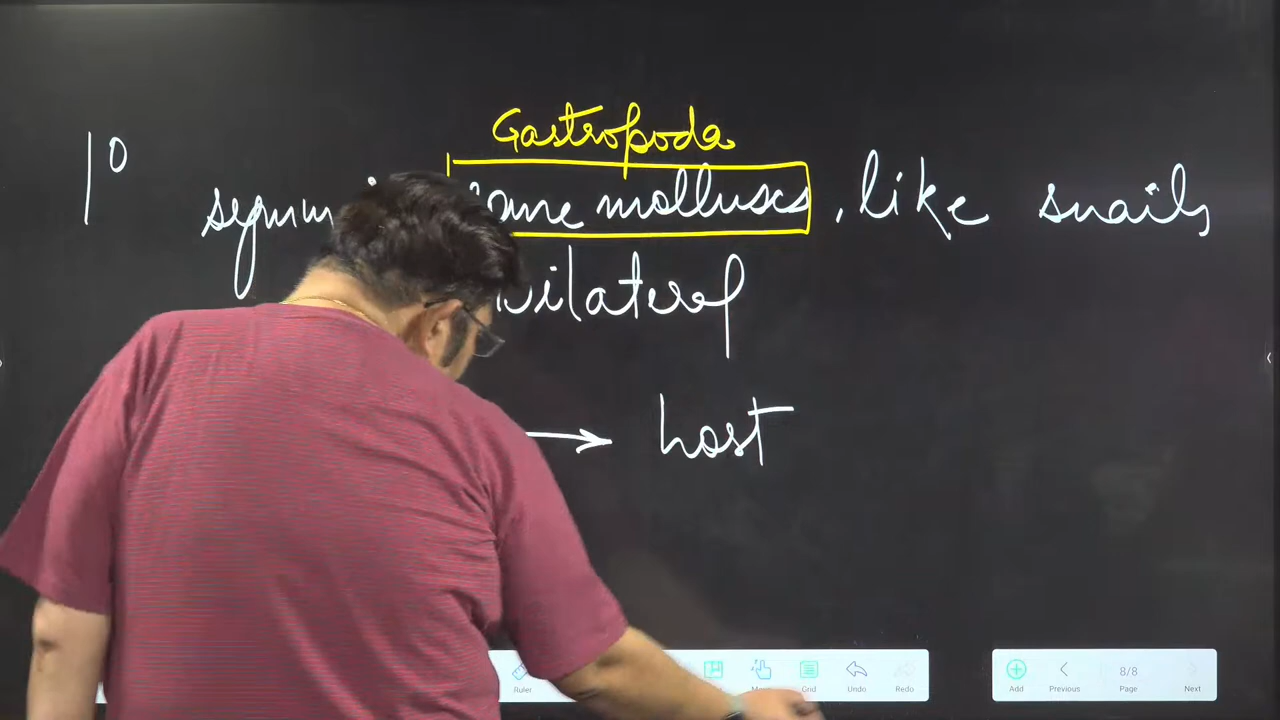 Gastropoda
1° some molluscs, like snails
host
Ruler Grid Undo Redo Add Previous 8/8 Page Next